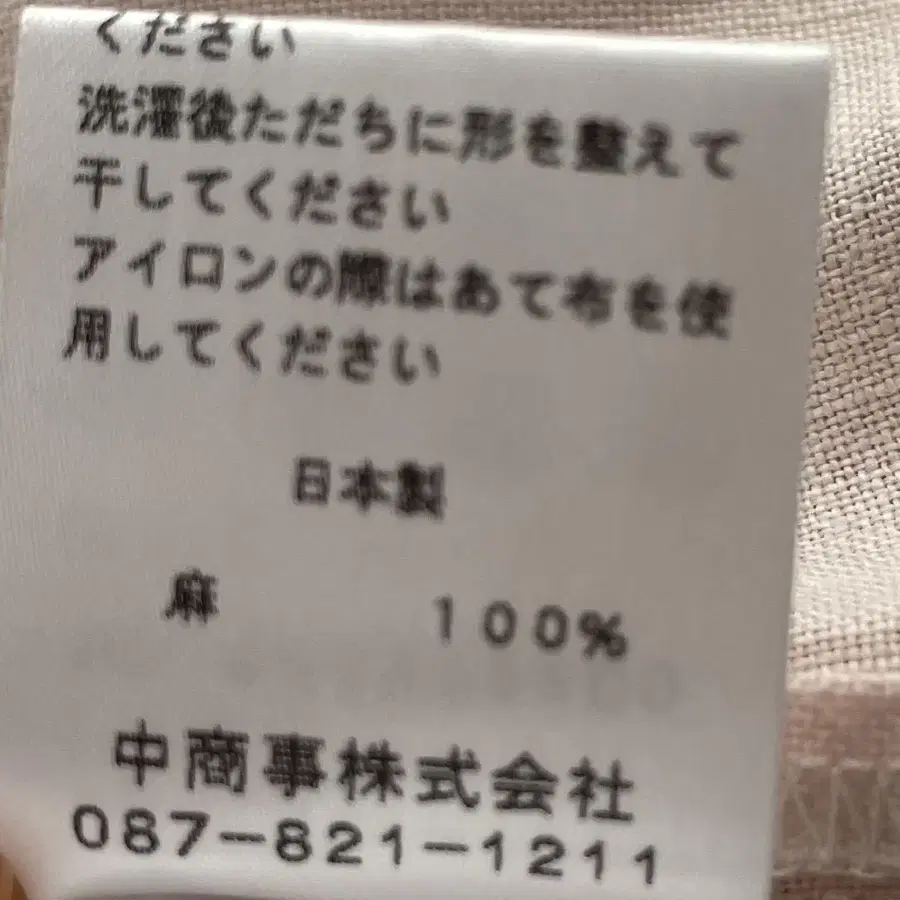 ください
洗濯後ただちに形を整えて
干してください
アイロンの際はあて布を使
用してください
日本製
麻 100%
中商事株式会社
087-821-1211